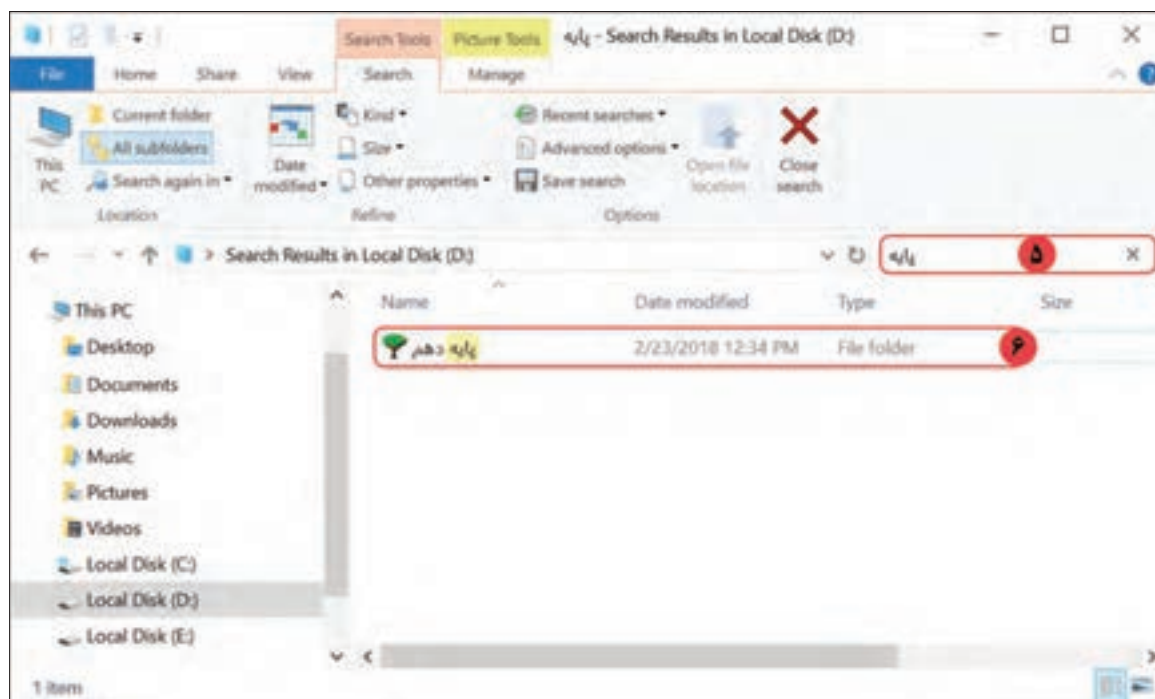 Search Tools
Picture Tools
پایه - Search Results in Local Disk (D:)
File
Home
Share
View
Search
Manage
This PC
Current folder
All subfolders
Search again in
Location
Date modified
Kind
Size
Other properties
Refine
Recent searches
Advanced options
Save search
Options
Open file location
Close search
Search Results in Local Disk (D:)
پایه
۵
Name
Date modified
Type
Size
پایه دهم
2/23/2018 12:34 PM
File folder
۶
This PC
Desktop
Documents
Downloads
Music
Pictures
Videos
Local Disk (C:)
Local Disk (D:)
Local Disk (E:)
1 item